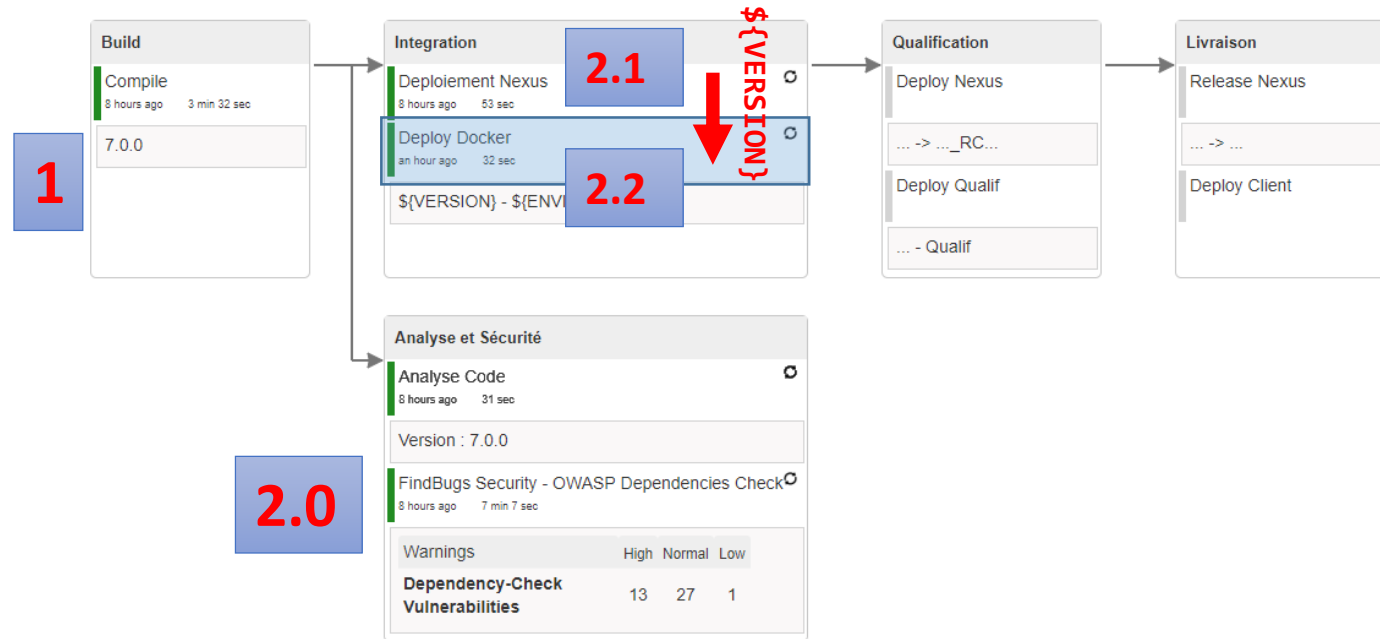 Build
Compile
8 hours ago 3 min 32 sec
7.0.0
1
Integration
2.1
${VERSION}
Deploiement Nexus
8 hours ago 53 sec
Deploy Docker
an hour ago 32 sec
2.2
${VERSION} - ${ENVI
Qualification
Deploy Nexus
... -> ..._RC...
Deploy Qualif
... - Qualif
Livraison
Release Nexus
... -> ...
Deploy Client
Analyse et Sécurité
Analyse Code
8 hours ago 31 sec
Version : 7.0.0
2.0
FindBugs Security - OWASP Dependencies Check
8 hours ago 7 min 7 sec
Warnings High Normal Low
Dependency-Check
Vulnerabilities 13 27 1